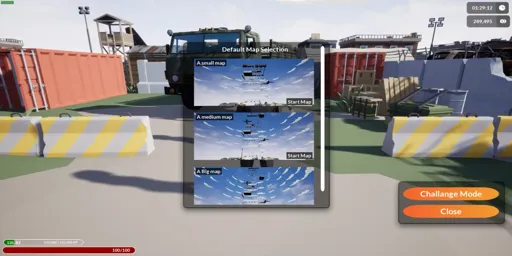 01:29:12
289,495
Default Map Selection
A small map
Start Map
A medium map
Start Map
A Big map
Challange Mode
Close
100/100